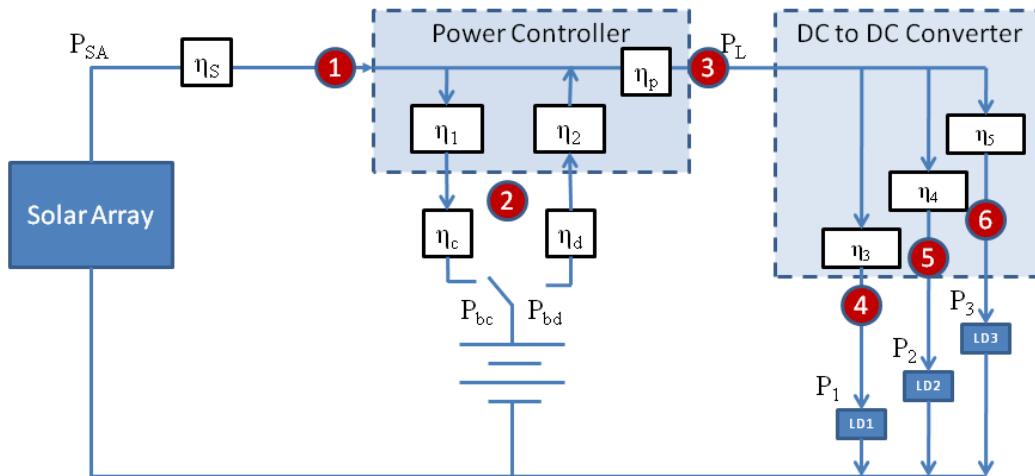 Power Controller
DC to DC Converter
P_SA
η_S
1
η_p
3
P_L
η_1
η_2
η_5
Solar Array
2
η_4
6
η_c
η_d
η_3
5
P_bc
P_bd
4
P_3
LD3
P_2
LD2
P_1
LD1